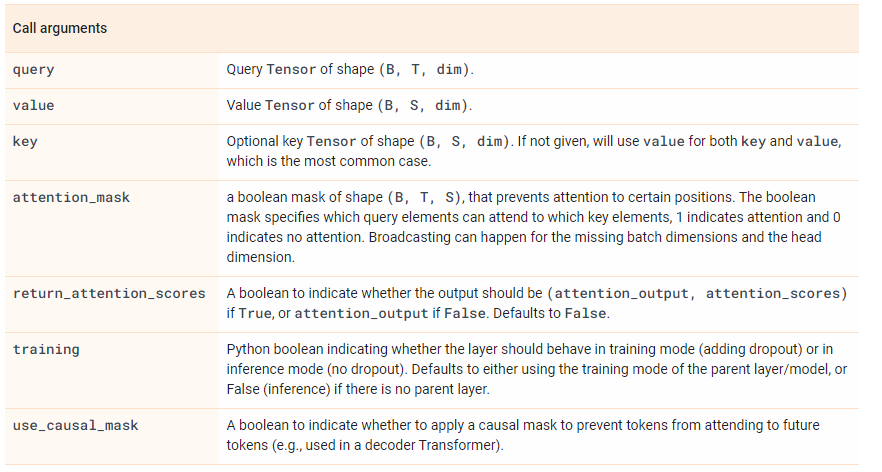 Call arguments
query Query Tensor of shape (B, T, dim).
value Value Tensor of shape (B, S, dim).
key Optional key Tensor of shape (B, S, dim). If not given, will use value for both key and value,
which is the most common case.
attention_mask a boolean mask of shape (B, T, S), that prevents attention to certain positions. The boolean
mask specifies which query elements can attend to which key elements, 1 indicates attention and 0
indicates no attention. Broadcasting can happen for the missing batch dimensions and the head
dimension.
return_attention_scores A boolean to indicate whether the output should be (attention_output, attention_scores)
if True, or attention_output if False. Defaults to False.
training Python boolean indicating whether the layer should behave in training mode (adding dropout) or in
inference mode (no dropout). Defaults to either using the training mode of the parent layer/model, or
False (inference) if there is no parent layer.
use_causal_mask A boolean to indicate whether to apply a causal mask to prevent tokens from attending to future
tokens (e.g., used in a decoder Transformer).